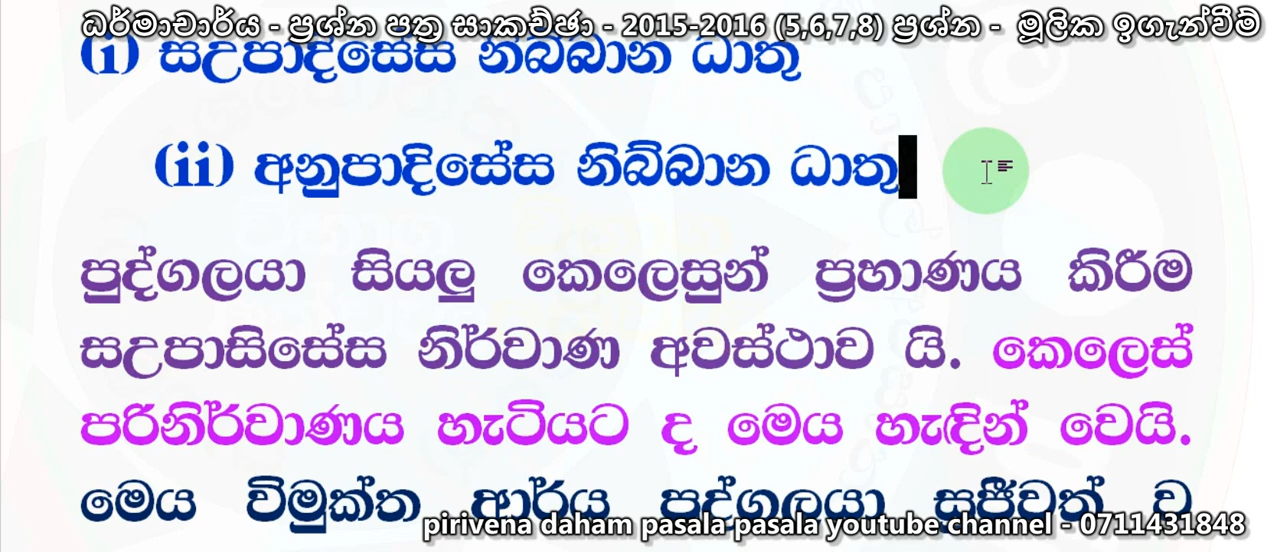 ධර්මාචාර්ය - ප්‍රශ්න පත්‍ර සාකච්ඡා - 2015-2016 (5,6,7,8) ප්‍රශ්න - මූලික ඉගැන්වීම්
(i) සඋපාදිසේස නිබ්බාන ධාතු
(ii) අනුපාදිසේස නිබ්බාන ධාතු
පුද්ගලයා සියලු කෙලෙසුන් ප්‍රහාණය කිරීම
සඋපාසිසේස නිර්වාණ අවස්ථාව යි. කෙලෙස්
පරිනිර්වාණය හැටියට ද මෙය හැඳින් වෙයි.
මෙය විමුක්ත ආර්ය පුද්ගලයා සජීවත් ව
pirivena daham pasala pasala youtube channel - 0711431848